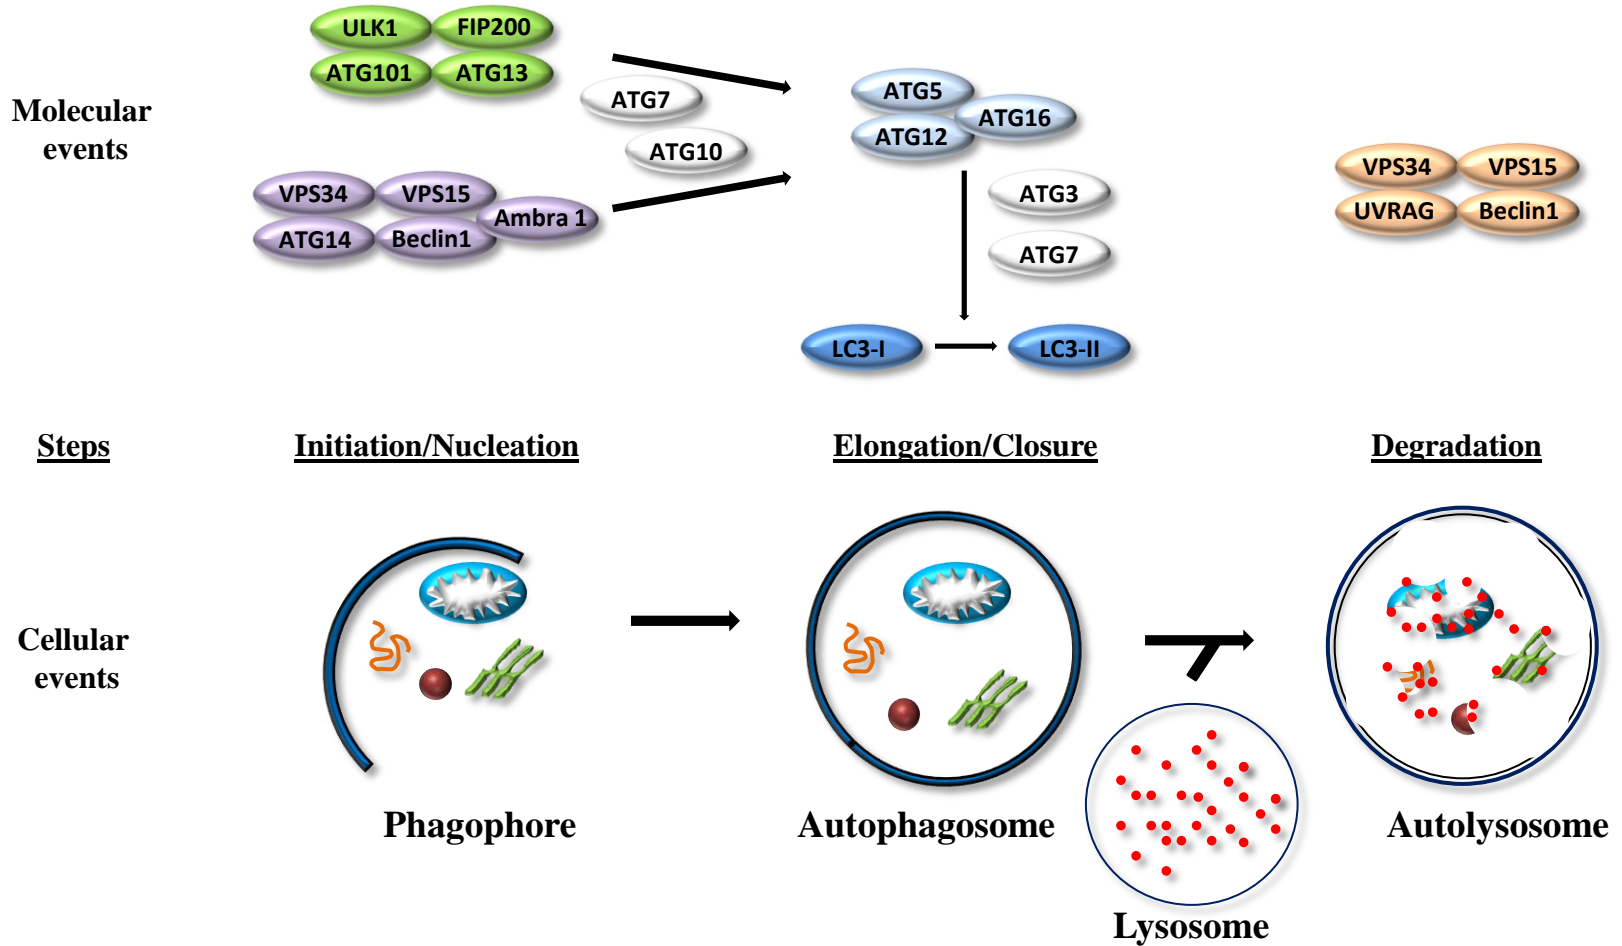 ULK1 FIP200
ATG101 ATG13
ATG7
ATG10
VPS34 VPS15
Ambra 1
ATG14 Beclin1
Molecular
events
ATG5
ATG16
ATG12
ATG3
ATG7
LC3-I LC3-II
VPS34 VPS15
UVRAG Beclin1
Steps Initiation/Nucleation Elongation/Closure Degradation
Cellular
events
Phagophore Autophagosome Autolysosome
Lysosome